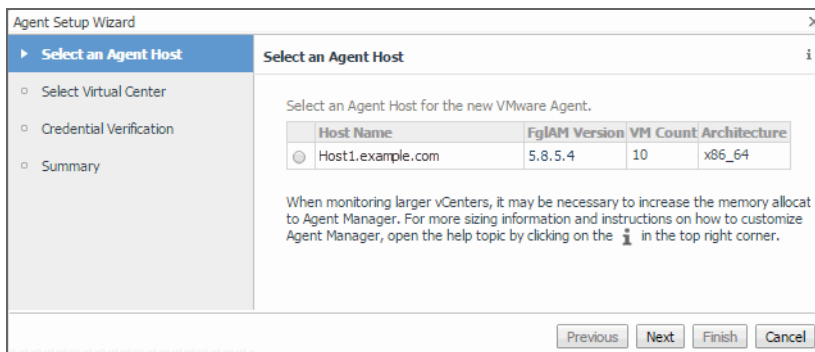 Agent Setup Wizard
Select an Agent Host
Select Virtual Center
Credential Verification
Summary
Select an Agent Host
Select an Agent Host for the new VMware Agent.
Host Name FglAM Version VM Count Architecture
Host1.example.com 5.8.5.4 10 x86_64
When monitoring larger vCenters, it may be necessary to increase the memory allocat
to Agent Manager. For more sizing information and instructions on how to customize
Agent Manager, open the help topic by clicking on the i in the top right corner.
Previous Next Finish Cancel